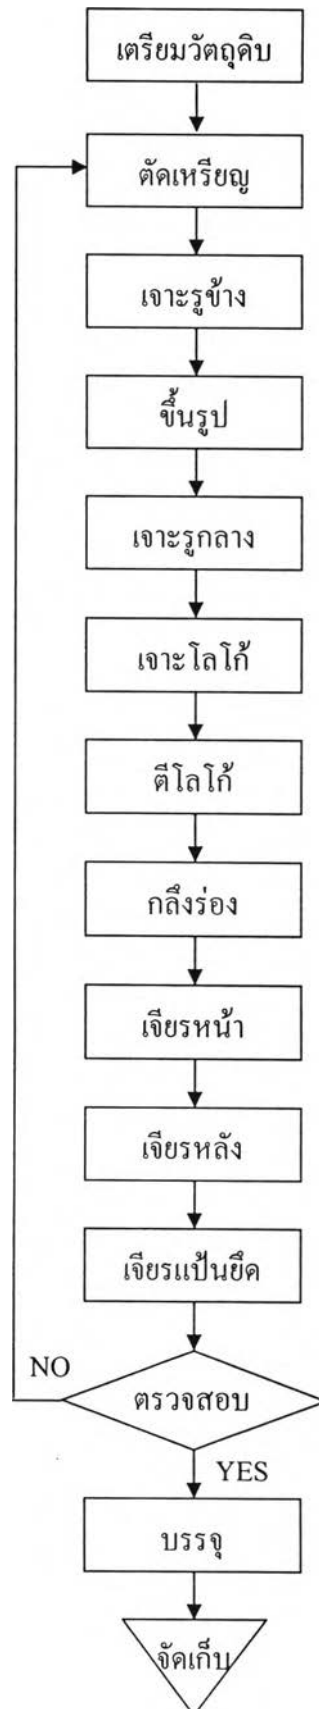 เตรียมวัตถุดิบ
ตัดเหรียญ
เจาะรูข้าง
ขึ้นรูป
เจาะรูกลาง
เจาะโลโก้
ตีโลโก้
กลึงร่อง
เจียรหน้า
เจียรหลัง
เจียรแป้นยึด
NO
ตรวจสอบ
YES
บรรจุ
จัดเก็บ